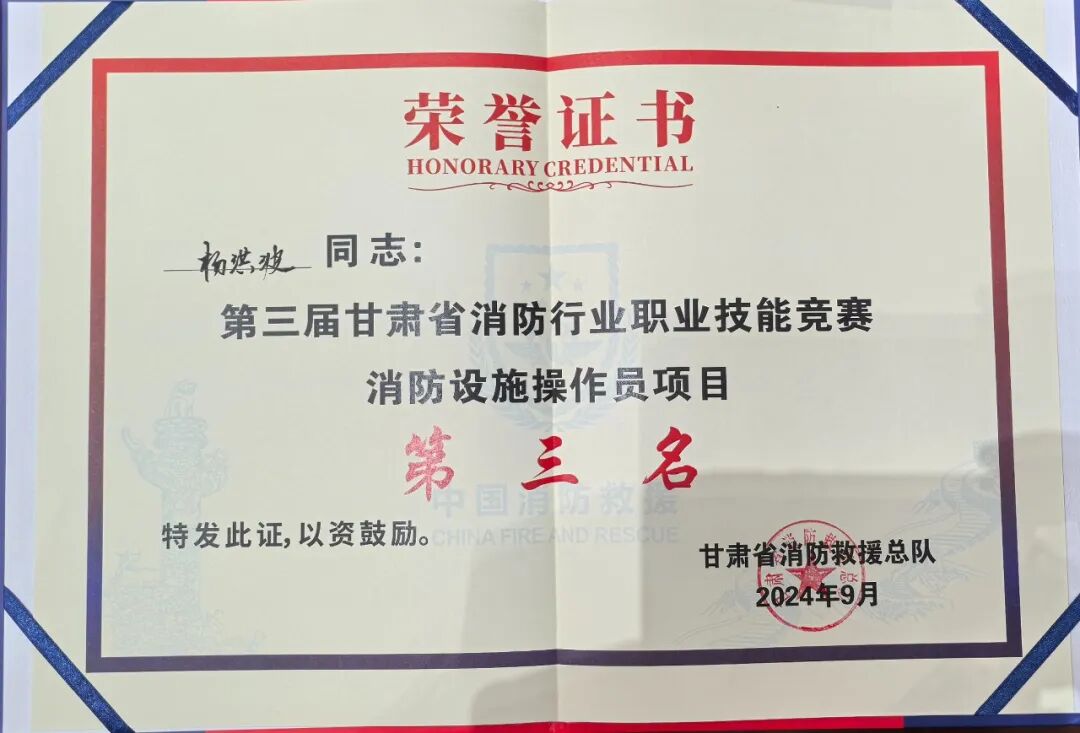 荣誉证书
HONORARY CREDENTIAL
杨洪波 同志：
第三届甘肃省消防行业职业技能竞赛
消防设施操作员项目
第三名
中国消防救援
CHINA FIRE AND RESCUE
特发此证,以资鼓励。
甘肃省消防救援总队
2024年9月